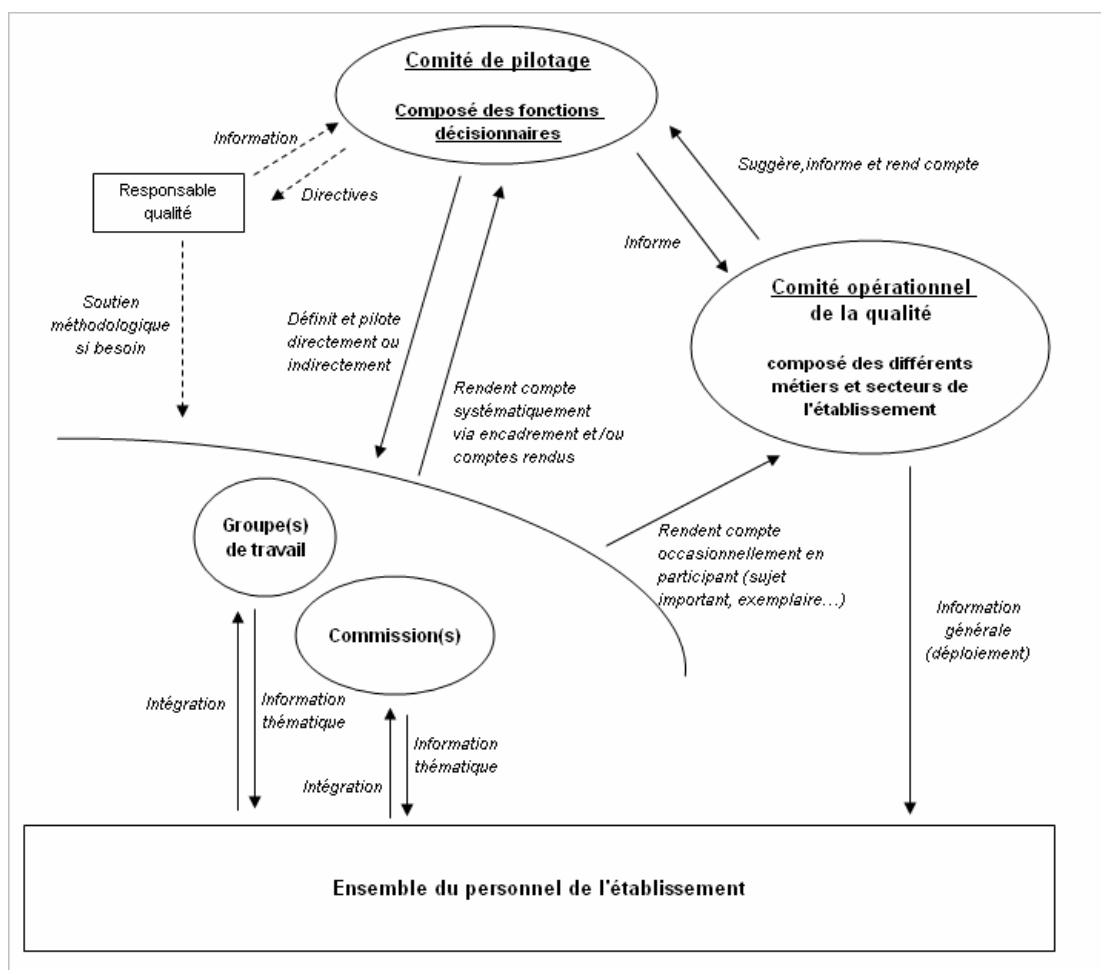 Comité de pilotage
Composé des fonctions
décisionnaires
Information
Suggère,informe et rend compte
Responsable
qualité
Directives
Informe
Comité opérationnel
de la qualité
composé des différents
métiers et secteurs de
l'établissement
Soutien
méthodologique
si besoin
Définit et pilote
directement ou
indirectement
Rendent compte
systématiquement
via encadrement et/ou
comptes rendus
Groupe(s)
de travail
Rendent compte
occasionnellement en
participant (sujet
important, exemplaire…)
Commission(s)
Information
générale
(déploiement)
Intégration
Information
thématique
Information
thématique
Intégration
Ensemble du personnel de l'établissement